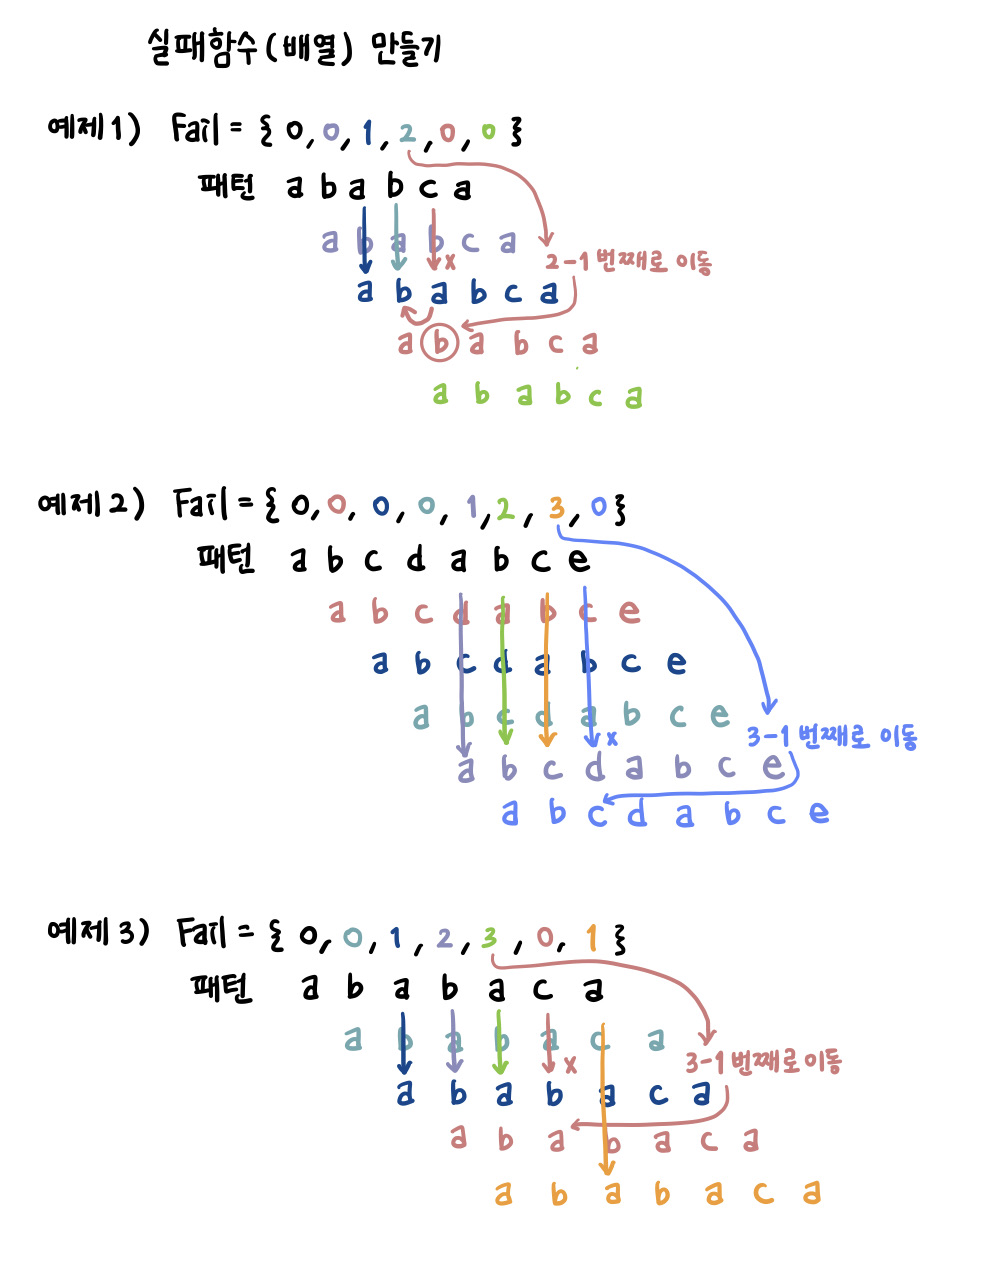 실패함수(배열) 만들기
예제1) Fail = { 0, 0, 1, 2, 0, 0 }
패턴 a b a b c a
a b a b c a
x
2-1 번째로 이동
a b a b c a
a b a b c a
a b a b c a
예제2) Fail = { 0, 0, 0, 0, 1, 2, 3, 0 }
패턴 a b c d a b c e
a b c d a b c e
a b c d a b c e
a b c d a b c e
x
3-1 번째로 이동
a b c d a b c e
a b c d a b c e
예제3) Fail = { 0, 0, 1, 2, 3, 0, 1 }
패턴 a b a b a c a
a b a b a c a
x
3-1 번째로 이동
a b a b a c a
a b a b a c a
a b a b a c a